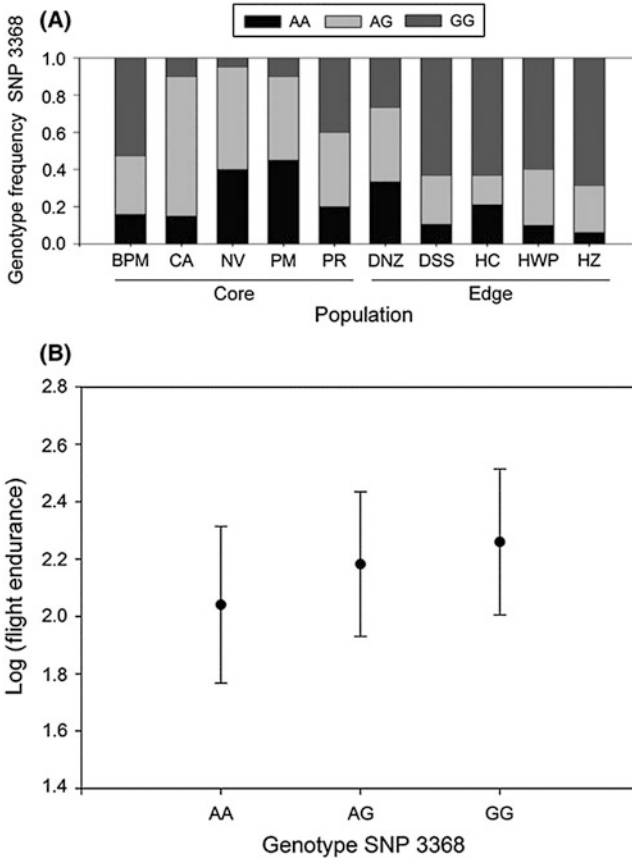 (A)
AA AG GG
Genotype frequency SNP 3368
1.0
0.8
0.6
0.4
0.2
0.0
BPM CA NV PM PR DNZ DSS HC HWP HZ
Core Edge
Population
(B)
Log (flight endurance)
2.8
2.6
2.4
2.2
2.0
1.8
1.6
1.4
AA AG GG
Genotype SNP 3368